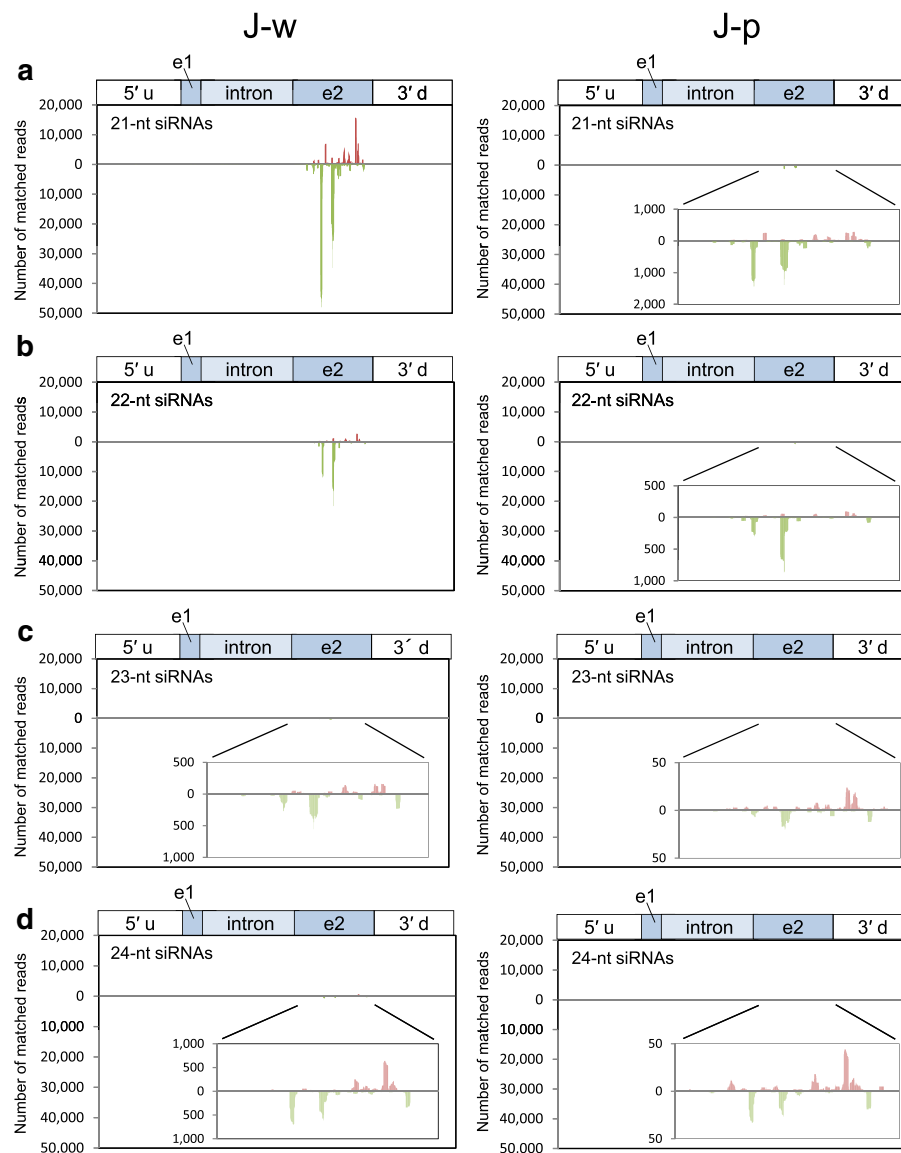 J-w
J-p
a
e1
5′ u
intron
e2
3′ d
Number of matched reads
20,000
10,000
0
10,000
20,000
30,000
40,000
50,000
21-nt siRNAs
e1
5′ u
intron
e2
3′ d
Number of matched reads
20,000
10,000
0
10,000
20,000
30,000
40,000
50,000
21-nt siRNAs
1,000
0
1,000
2,000
b
e1
5′ u
intron
e2
3′ d
Number of matched reads
20,000
10,000
0
10,000
20,000
30,000
40,000
50,000
22-nt siRNAs
e1
5′ u
intron
e2
3′ d
Number of matched reads
20,000
10,000
0
10,000
20,000
30,000
40,000
50,000
22-nt siRNAs
500
0
500
1,000
c
e1
5′ u
intron
e2
3´ d
Number of matched reads
20,000
10,000
0
10,000
20,000
30,000
40,000
50,000
23-nt siRNAs
500
0
500
1,000
e1
5′ u
intron
e2
3′ d
Number of matched reads
20,000
10,000
0
10,000
20,000
30,000
40,000
50,000
23-nt siRNAs
50
0
50
d
e1
5′ u
intron
e2
3′ d
Number of matched reads
20,000
10,000
0
10,000
20,000
30,000
40,000
50,000
24-nt siRNAs
1,000
500
0
500
1,000
e1
5′ u
intron
e2
3′ d
Number of matched reads
20,000
10,000
0
10,000
20,000
30,000
40,000
50,000
24-nt siRNAs
50
0
50